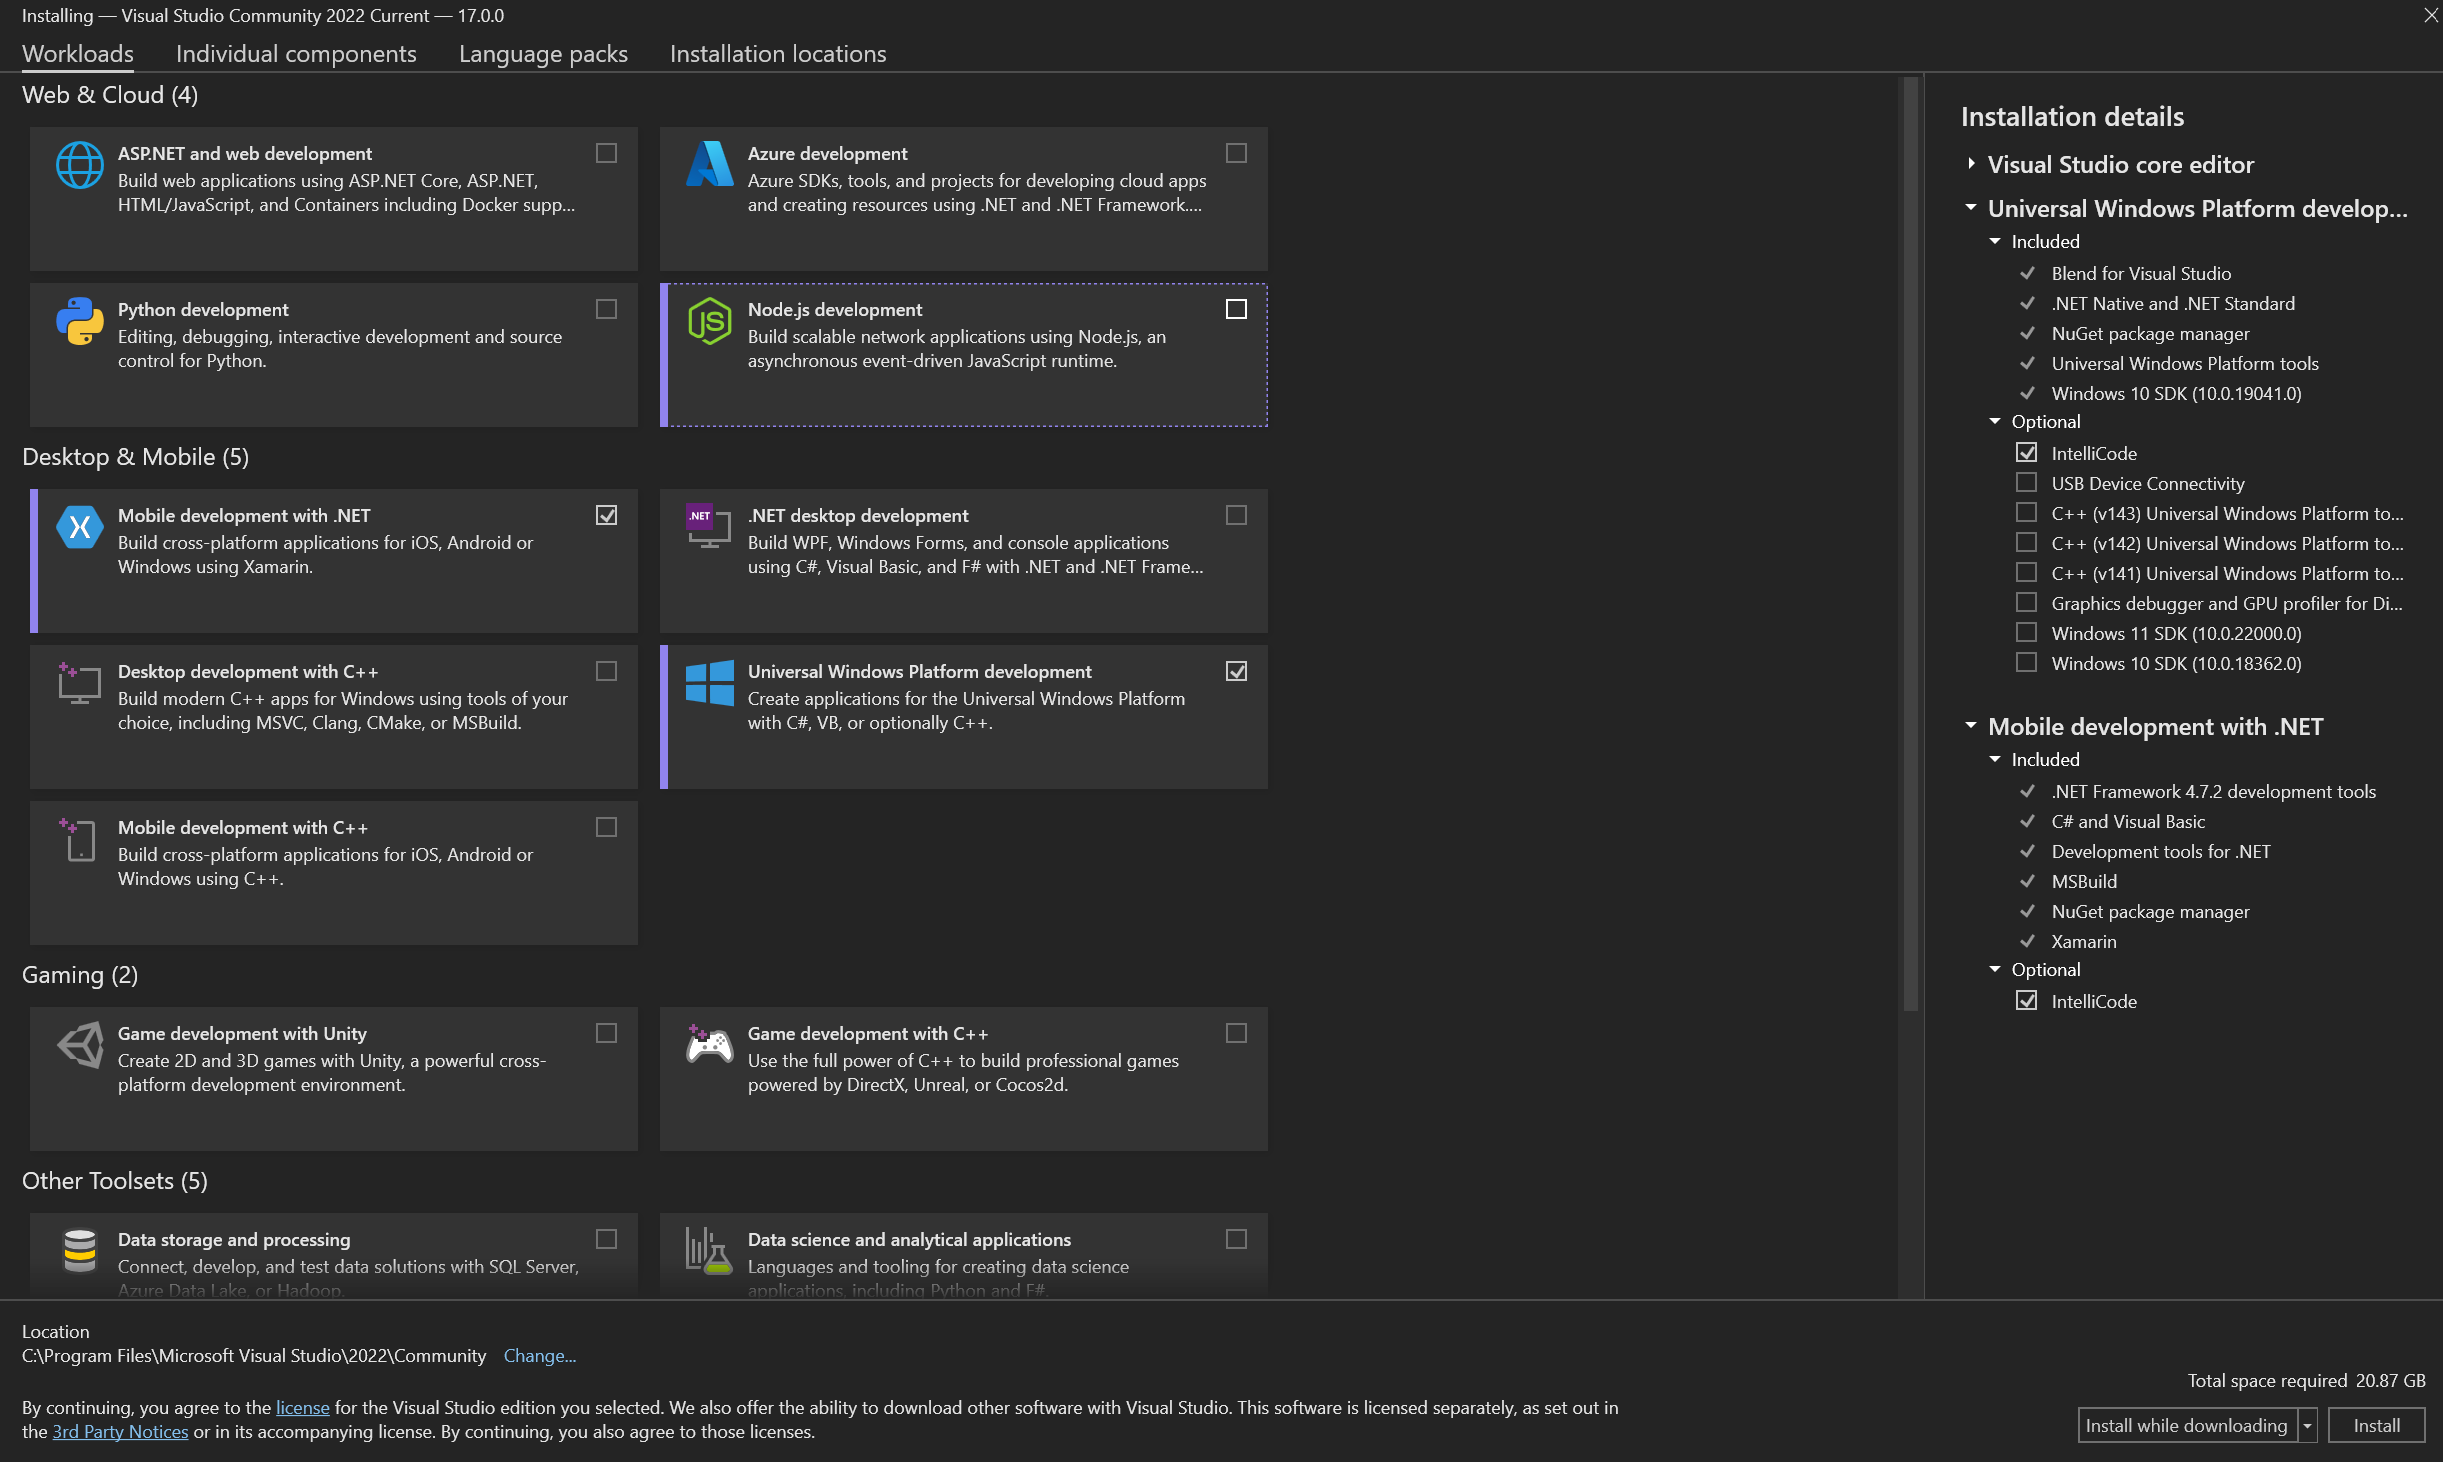 Installing — Visual Studio Community 2022 Current — 17.0.0
Workloads
Individual components
Language packs
Installation locations
Web & Cloud (4)
ASP.NET and web development
Build web applications using ASP.NET Core, ASP.NET,
HTML/JavaScript, and Containers including Docker supp...
Azure development
Azure SDKs, tools, and projects for developing cloud apps
and creating resources using .NET and .NET Framework....
Python development
Editing, debugging, interactive development and source
control for Python.
JS
Node.js development
Build scalable network applications using Node.js, an
asynchronous event-driven JavaScript runtime.
Desktop & Mobile (5)
Mobile development with .NET
Build cross-platform applications for iOS, Android or
Windows using Xamarin.
.NET
.NET desktop development
Build WPF, Windows Forms, and console applications
using C#, Visual Basic, and F# with .NET and .NET Frame...
Desktop development with C++
Build modern C++ apps for Windows using tools of your
choice, including MSVC, Clang, CMake, or MSBuild.
Universal Windows Platform development
Create applications for the Universal Windows Platform
with C#, VB, or optionally C++.
Mobile development with C++
Build cross-platform applications for iOS, Android or
Windows using C++.
Gaming (2)
Game development with Unity
Create 2D and 3D games with Unity, a powerful cross-
platform development environment.
Game development with C++
Use the full power of C++ to build professional games
powered by DirectX, Unreal, or Cocos2d.
Other Toolsets (5)
Data storage and processing
Connect, develop, and test data solutions with SQL Server,
Azure Data Lake, or Hadoop.
Data science and analytical applications
Languages and tooling for creating data science
applications, including Python and F#.
Installation details
Visual Studio core editor
Universal Windows Platform develop...
Included
Blend for Visual Studio
.NET Native and .NET Standard
NuGet package manager
Universal Windows Platform tools
Windows 10 SDK (10.0.19041.0)
Optional
IntelliCode
USB Device Connectivity
C++ (v143) Universal Windows Platform to...
C++ (v142) Universal Windows Platform to...
C++ (v141) Universal Windows Platform to...
Graphics debugger and GPU profiler for Di...
Windows 11 SDK (10.0.22000.0)
Windows 10 SDK (10.0.18362.0)
Mobile development with .NET
Included
.NET Framework 4.7.2 development tools
C# and Visual Basic
Development tools for .NET
MSBuild
NuGet package manager
Xamarin
Optional
IntelliCode
Location
C:\Program Files\Microsoft Visual Studio\2022\Community Change...
By continuing, you agree to the license for the Visual Studio edition you selected. We also offer the ability to download other software with Visual Studio. This software is licensed separately, as set out in
the 3rd Party Notices or in its accompanying license. By continuing, you also agree to those licenses.
Total space required 20.87 GB
Install while downloading
Install